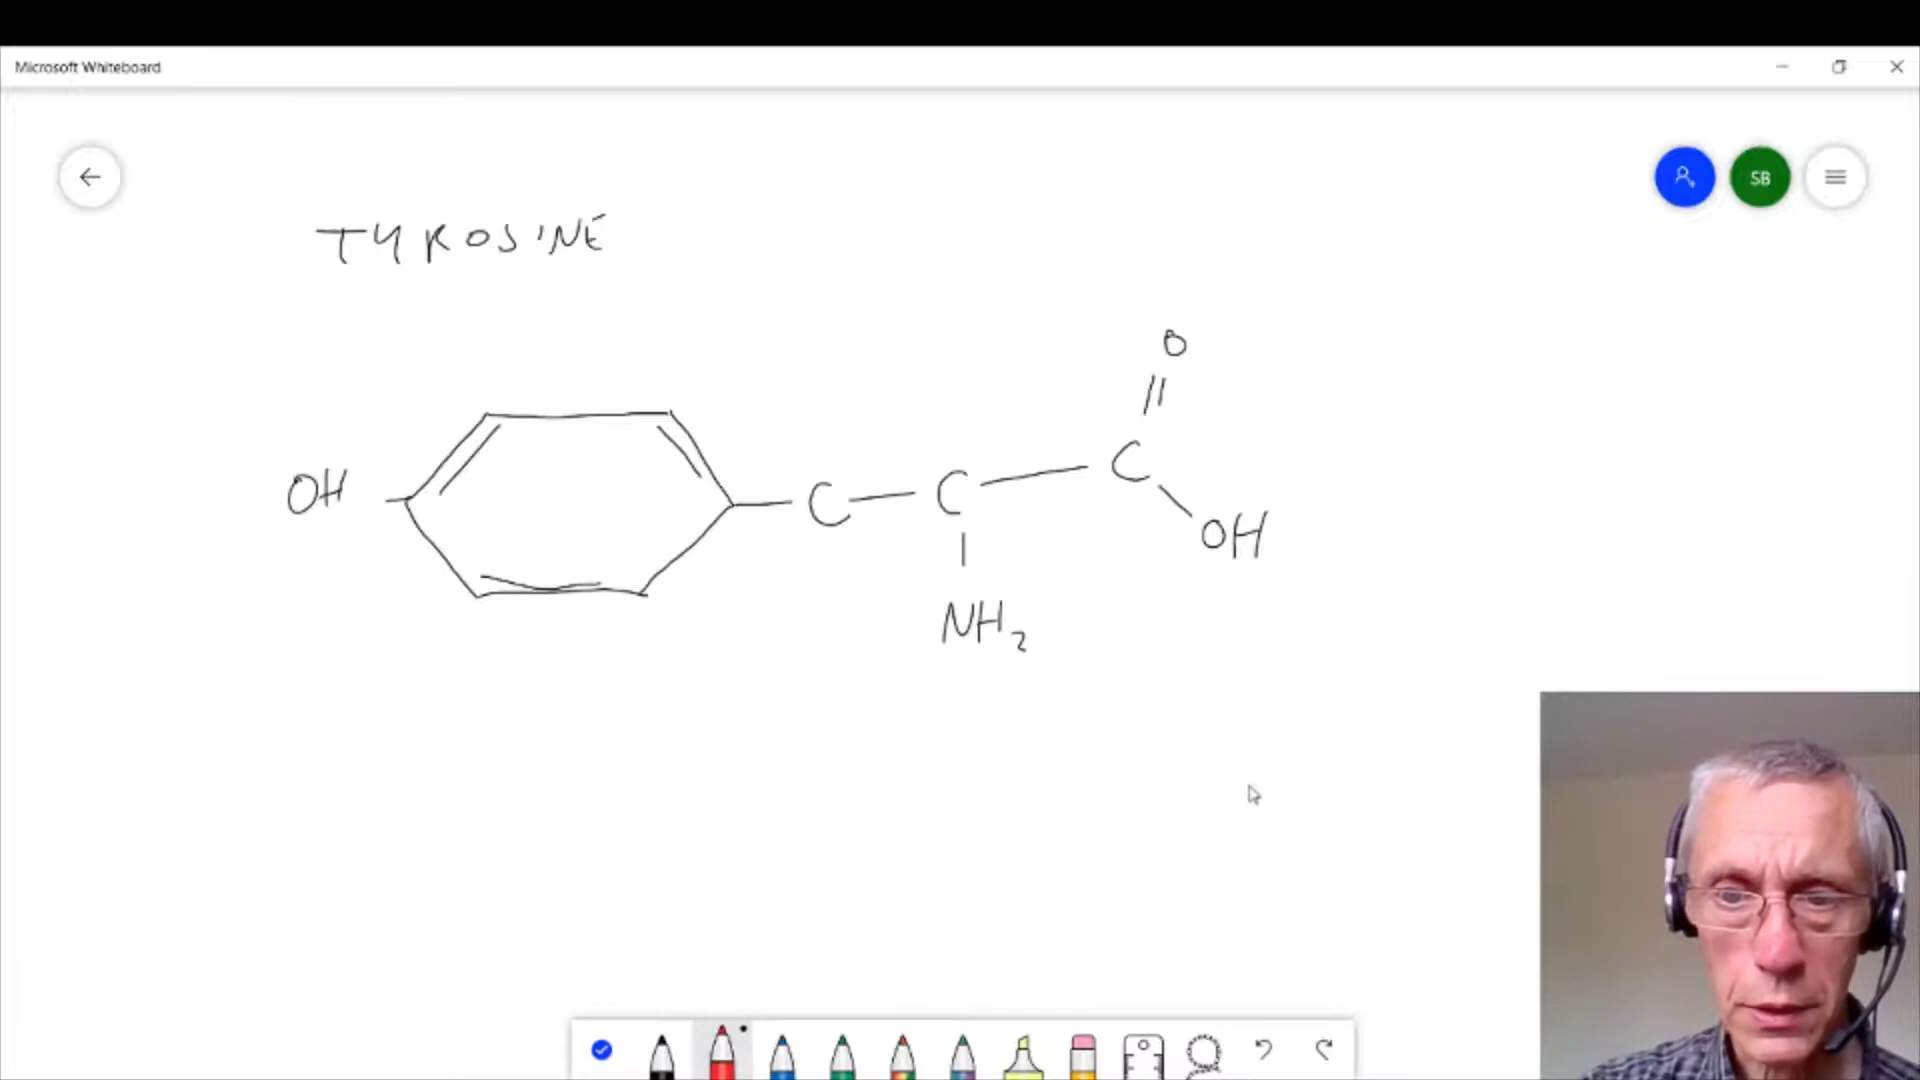 Microsoft Whiteboard
SB
TYROSINE
O
OH
C
C
C
OH
NH2